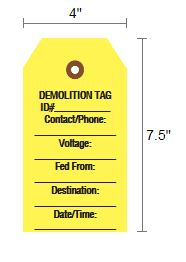 4"
DEMOLITION TAG
ID#
Contact/Phone:
7.5"
Voltage:
Fed From:
Destination:
Date/Time: